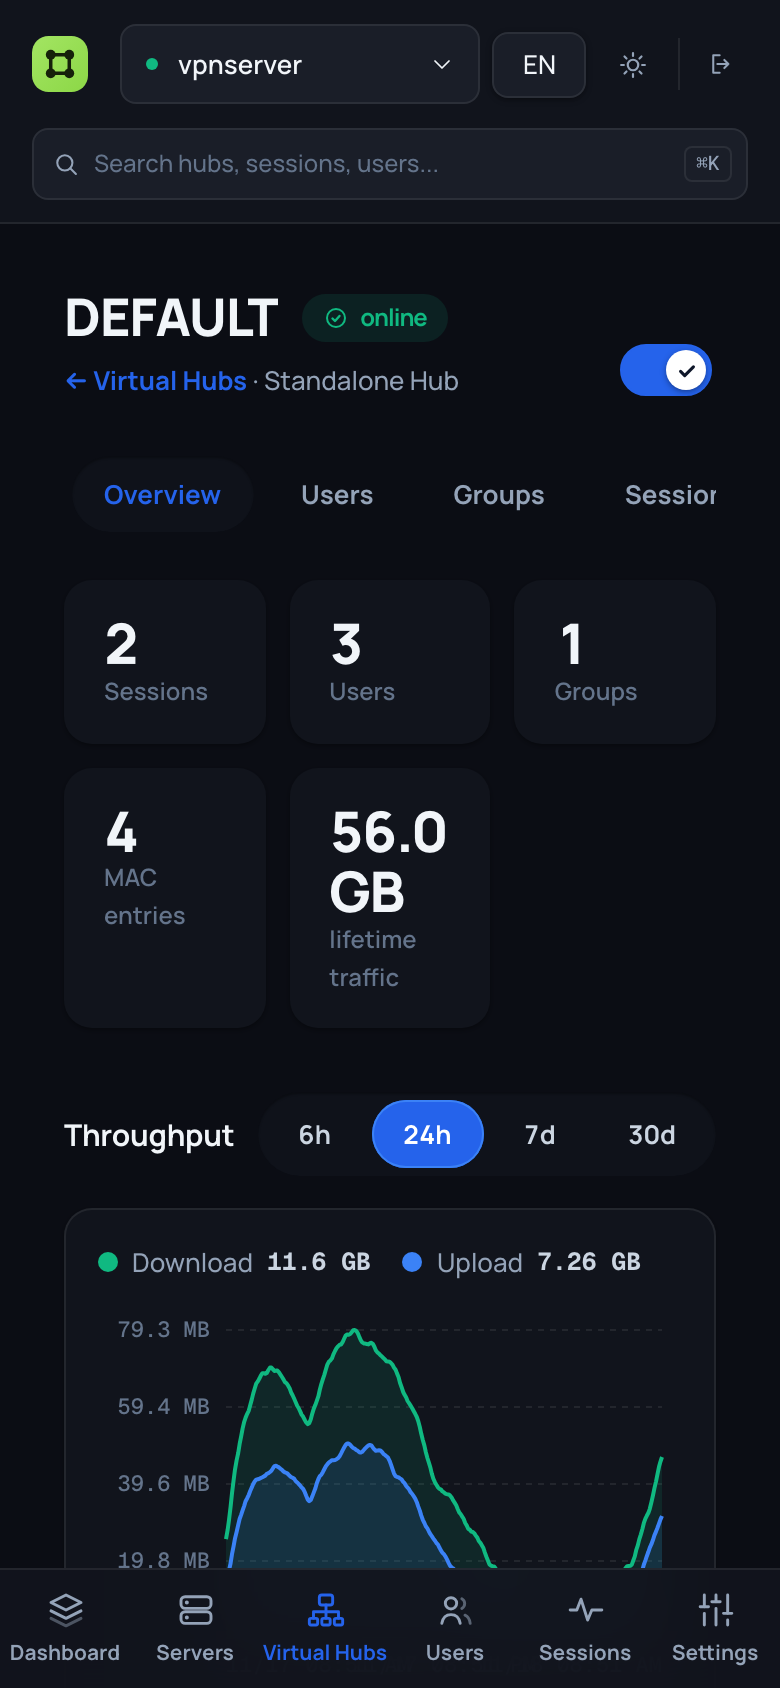 vpnserver
EN
Search hubs, sessions, users...
⌘K
DEFAULT
online
← Virtual Hubs · Standalone Hub
Overview Users Groups Session
2
Sessions
3
Users
1
Groups
4
MAC
entries
56.0
GB
lifetime
traffic
Throughput 6h 24h 7d 30d
Download 11.6 GB Upload 7.26 GB
79.3 MB
59.4 MB
39.6 MB
19.8 MB
Dashboard Servers Virtual Hubs Users Sessions Settings